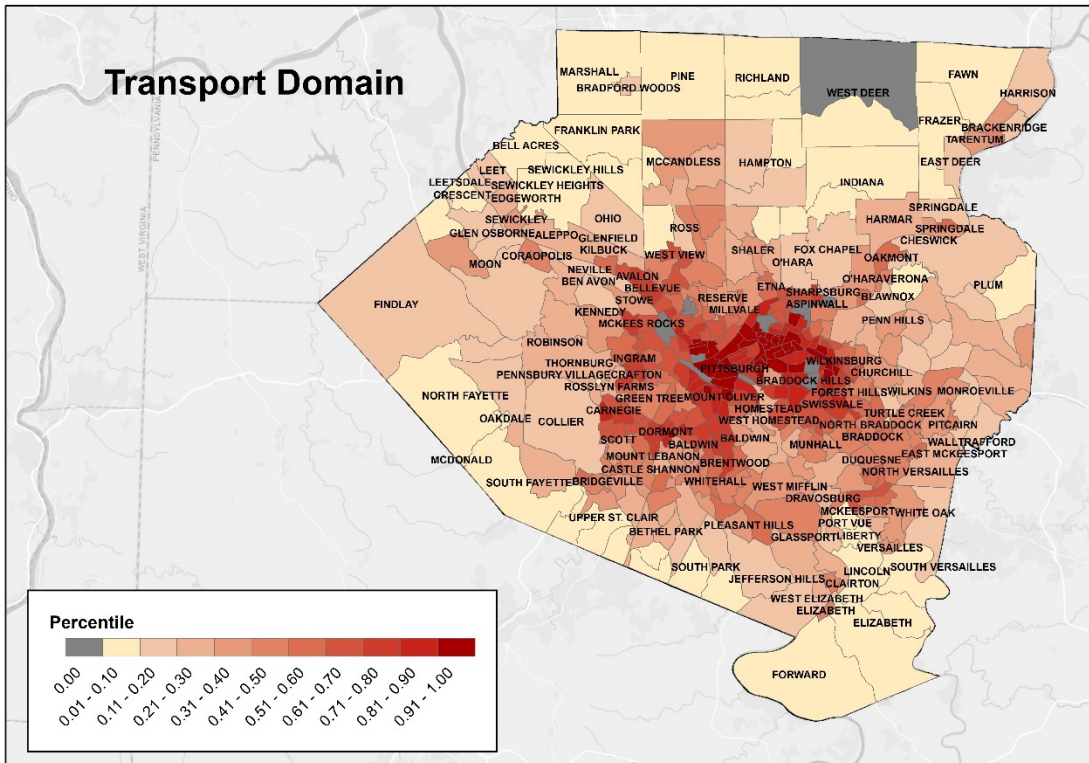 Transport Domain
MARSHALL
BRADFORD WOODS
PINE
RICHLAND
WEST DEER
FAWN
HARRISON
FRAZER
BRACKENRIDGE
TARENTUM
FRANKLIN PARK
BELL ACRES
MCCANDLESS
HAMPTON
EAST DEER
LEET
SEWICKLEY HILLS
INDIANA
LEETSDALE
SEWICKLEY HEIGHTS
CRESCENT
EDGEWORTH
SPRINGDALE
SEWICKLEY
OHIO
HARMAR
SPRINGDALE
GLEN OSBORNE
ALEPPO
GLENFIELD
ROSS
CHESWICK
KILBUCK
WEST VIEW
SHALER
FOX CHAPEL
MOON
CORAOPOLIS
O'HARA
OAKMONT
NEVILLE
AVALON
BEN AVON
BELLEVUE
ETNA
SHARPSBURG
O'HARA
VERONA
PLUM
FINDLAY
STOWE
RESERVE
ASPINWALL
BLAWNOX
KENNEDY
MILLVALE
MCKEES ROCKS
PENN HILLS
ROBINSON
THORNBURG
INGRAM
WILKINSBURG
PENNSBURY VILLAGE
CRAFTON
PITTSBURGH
CHURCHILL
ROSSLYN FARMS
BRADDOCK HILLS
NORTH FAYETTE
GREEN TREE
MOUNT OLIVER
FOREST HILLS
WILKINS
MONROEVILLE
CARNEGIE
HOMESTEAD
SWISSVALE
OAKDALE
COLLIER
WEST HOMESTEAD
TURTLE CREEK
DORMONT
NORTH BRADDOCK
PITCAIRN
SCOTT
BALDWIN
BALDWIN
MUNHALL
BRADDOCK
WALL
TRAFFORD
MOUNT LEBANON
EAST MCKEESPORT
MCDONALD
CASTLE SHANNON
BRENTWOOD
DUQUESNE
NORTH VERSAILLES
SOUTH FAYETTE
BRIDGEVILLE
WHITEHALL
WEST MIFFLIN
DRAVOSBURG
MCKEESPORT
WHITE OAK
UPPER ST. CLAIR
PLEASANT HILLS
PORT VUE
BETHEL PARK
GLASSPORT
LIBERTY
VERSAILLES
SOUTH PARK
LINCOLN
SOUTH VERSAILLES
JEFFERSON HILLS
CLAIRTON
WEST ELIZABETH
ELIZABETH
ELIZABETH
FORWARD
PENNSYLVANIA
WEST VIRGINIA
Percentile
0.00
0.01 - 0.10
0.11 - 0.20
0.21 - 0.30
0.31 - 0.40
0.41 - 0.50
0.51 - 0.60
0.61 - 0.70
0.71 - 0.80
0.81 - 0.90
0.91 - 1.00